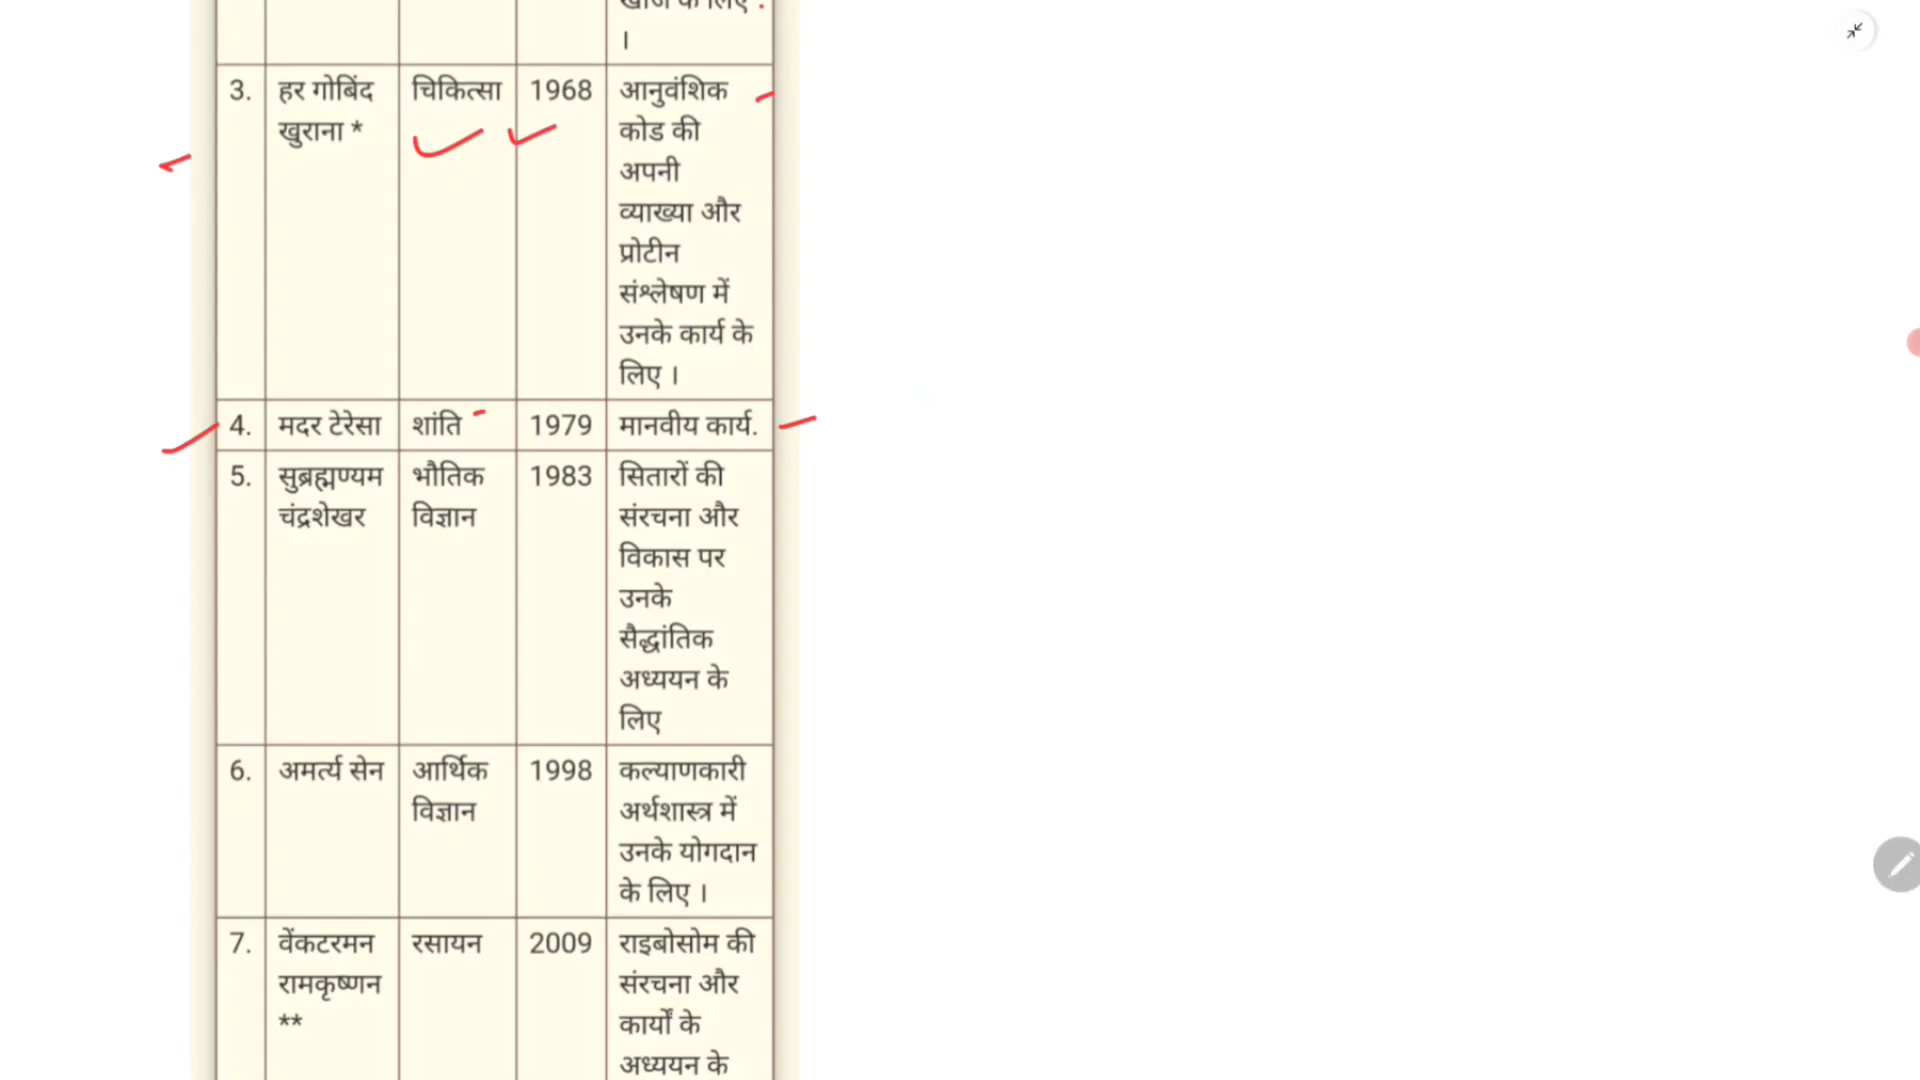 खोज के लिए .
।
3. हर गोबिंद चिकित्सा 1968 आनुवंशिक
खुराना * कोड की
अपनी
व्याख्या और
प्रोटीन
संश्लेषण में
उनके कार्य के
लिए ।
4. मदर टेरेसा शांति 1979 मानवीय कार्य.
5. सुब्रह्मण्यम भौतिक 1983 सितारों की
चंद्रशेखर विज्ञान संरचना और
विकास पर
उनके
सैद्धांतिक
अध्ययन के
लिए
6. अमर्त्य सेन आर्थिक 1998 कल्याणकारी
विज्ञान अर्थशास्त्र में
उनके योगदान
के लिए ।
7. वेंकटरमन रसायन 2009 राइबोसोम की
रामकृष्णन संरचना और
** कार्यों के
अध्ययन के